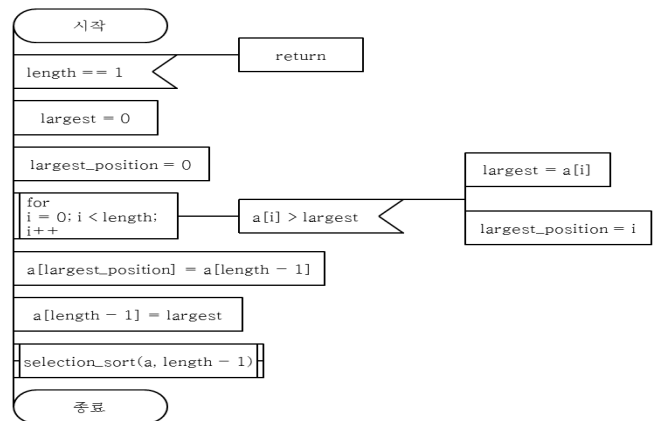 시작
length == 1
return
largest = 0
largest_position = 0
for
i = 0; i < length;
i++
a[i] > largest
largest = a[i]
largest_position = i
a[largest_position] = a[length - 1]
a[length - 1] = largest
selection_sort(a, length - 1)
종료